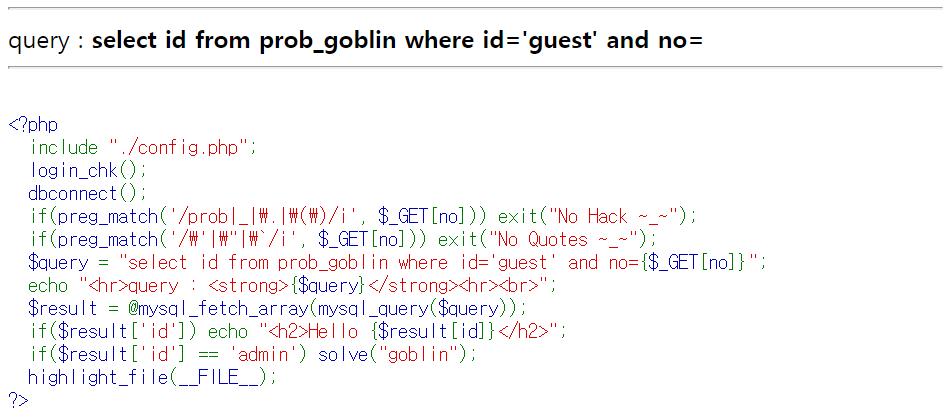 query : select id from prob_goblin where id='guest' and no=
<?php
include "./config.php";
login_chk();
dbconnect();
if(preg_match('/prob|_|₩.|₩(₩)/i', $_GET[no])) exit("No Hack ~_~");
if(preg_match('/₩'|₩"|₩`/i', $_GET[no])) exit("No Quotes ~_~");
$query = "select id from prob_goblin where id='guest' and no={$_GET[no]}";
echo "<hr>query : <strong>{$query}</strong><hr><br>";
$result = @mysql_fetch_array(mysql_query($query));
if($result['id']) echo "<h2>Hello {$result[id]}</h2>";
if($result['id'] == 'admin') solve("goblin");
highlight_file(__FILE__);
?>